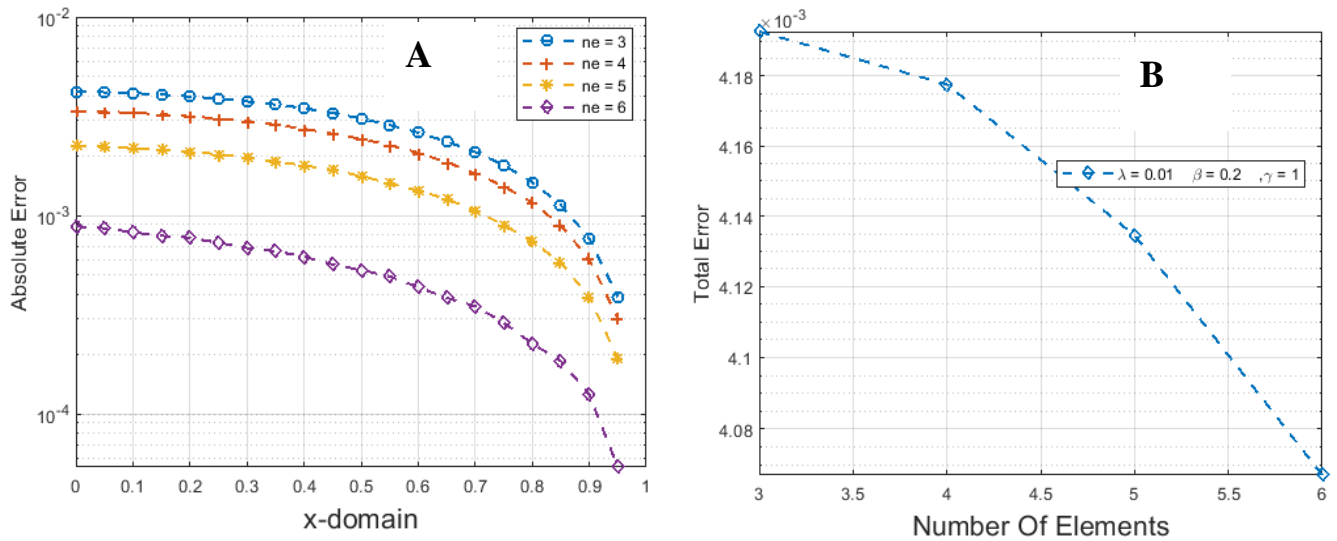 A
10^-2
10^-3
10^-4
Absolute Error
0 0.1 0.2 0.3 0.4 0.5 0.6 0.7 0.8 0.9 1
x-domain
ne = 3
ne = 4
ne = 5
ne = 6
B
× 10^-3
4.18
4.16
4.14
4.12
4.1
4.08
Total Error
3 3.5 4 4.5 5 5.5 6
Number Of Elements
λ = 0.01 β = 0.2 ,γ = 1